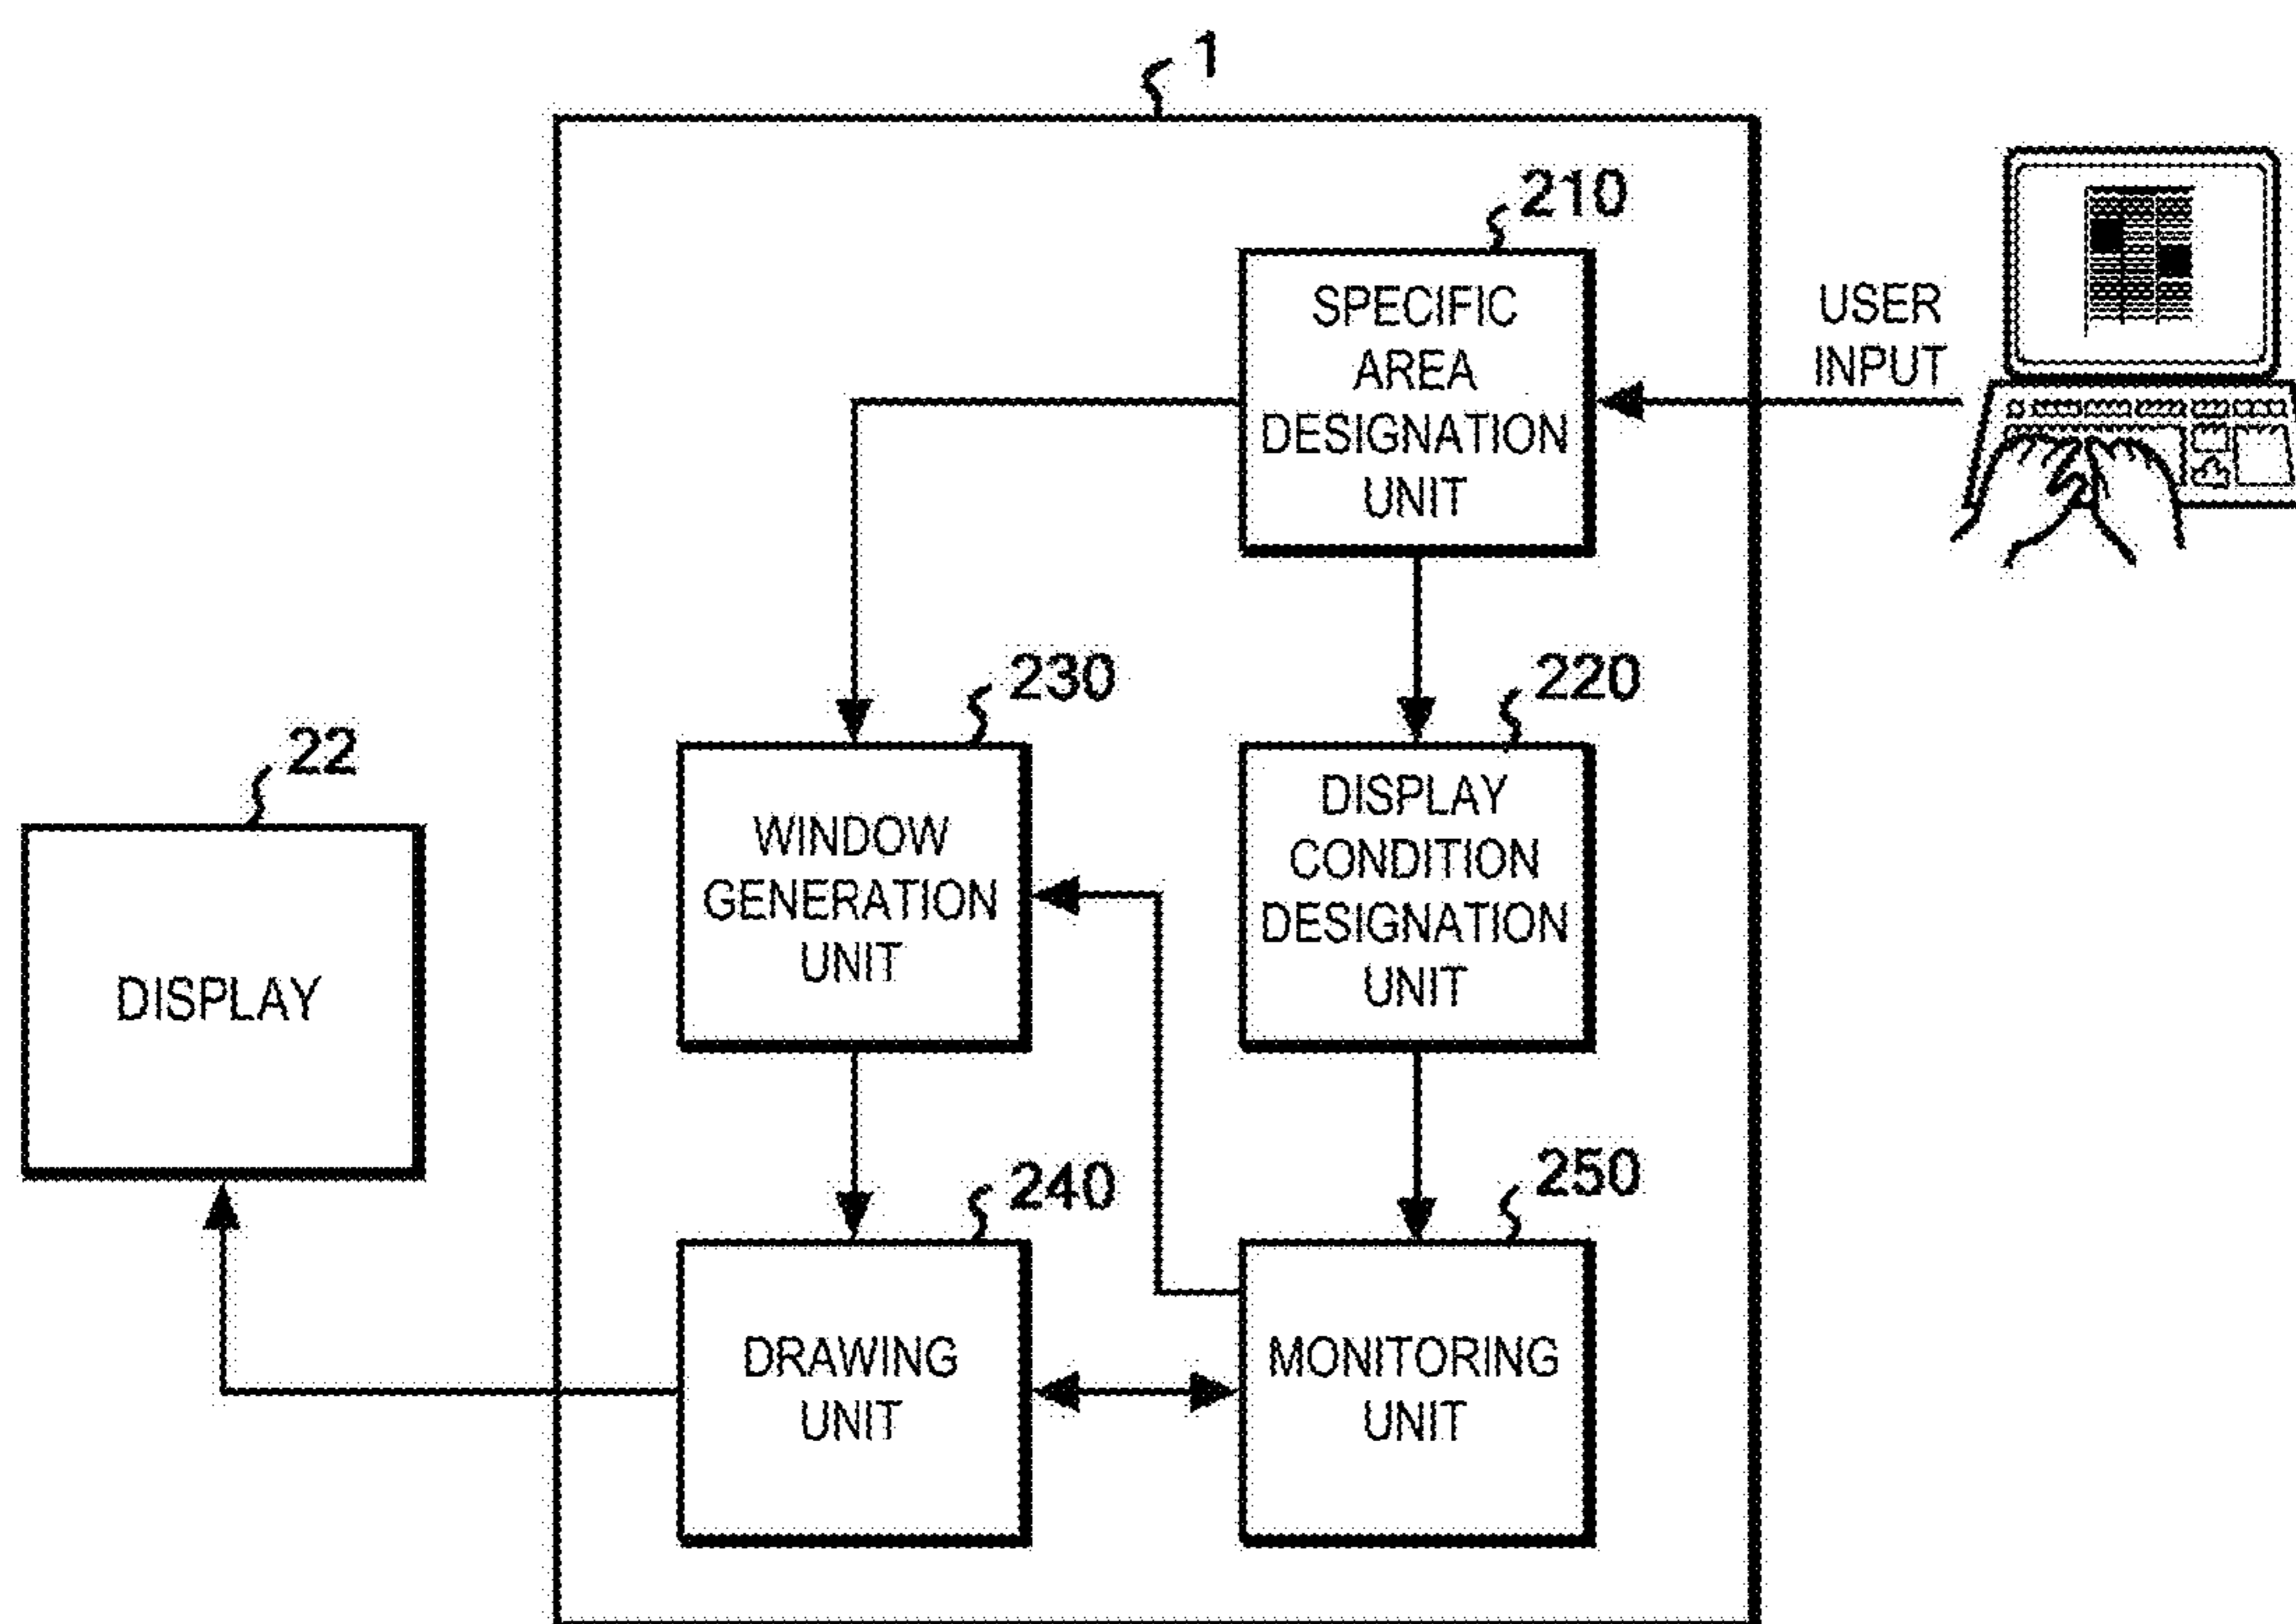 1
210
SPECIFIC
AREA
DESIGNATION
UNIT
USER
INPUT
230
220
22
WINDOW
GENERATION
UNIT
DISPLAY
CONDITION
DESIGNATION
UNIT
DISPLAY
240
250
DRAWING
UNIT
MONITORING
UNIT